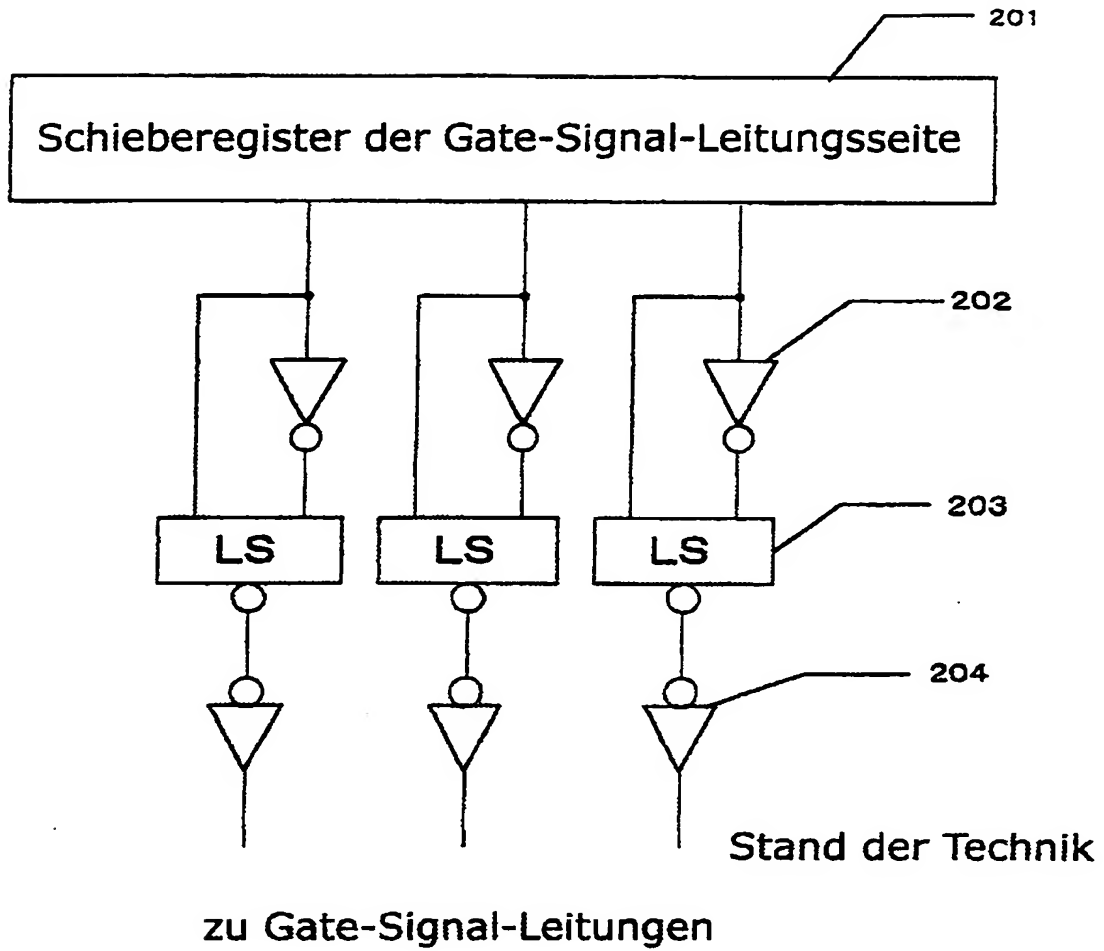 201
Schieberegister der Gate-Signal-Leitungsseite
202
203
LS LS LS
204
Stand der Technik
zu Gate-Signal-Leitungen